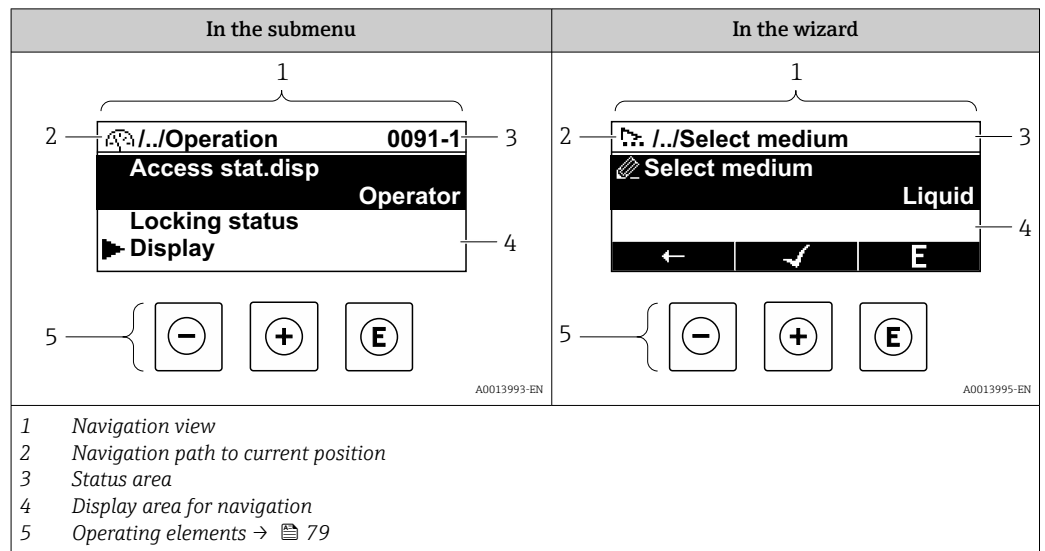 In the submenu
In the wizard
1
2
/../Operation 0091-1
3
Access stat.disp
Operator
Locking status
Display
4
5
- + E
A0013993-EN
1
2
/../Select medium
3
Select medium
Liquid
4
← ✓ E
5
- + E
A0013995-EN
1 Navigation view
2 Navigation path to current position
3 Status area
4 Display area for navigation
5 Operating elements → 79